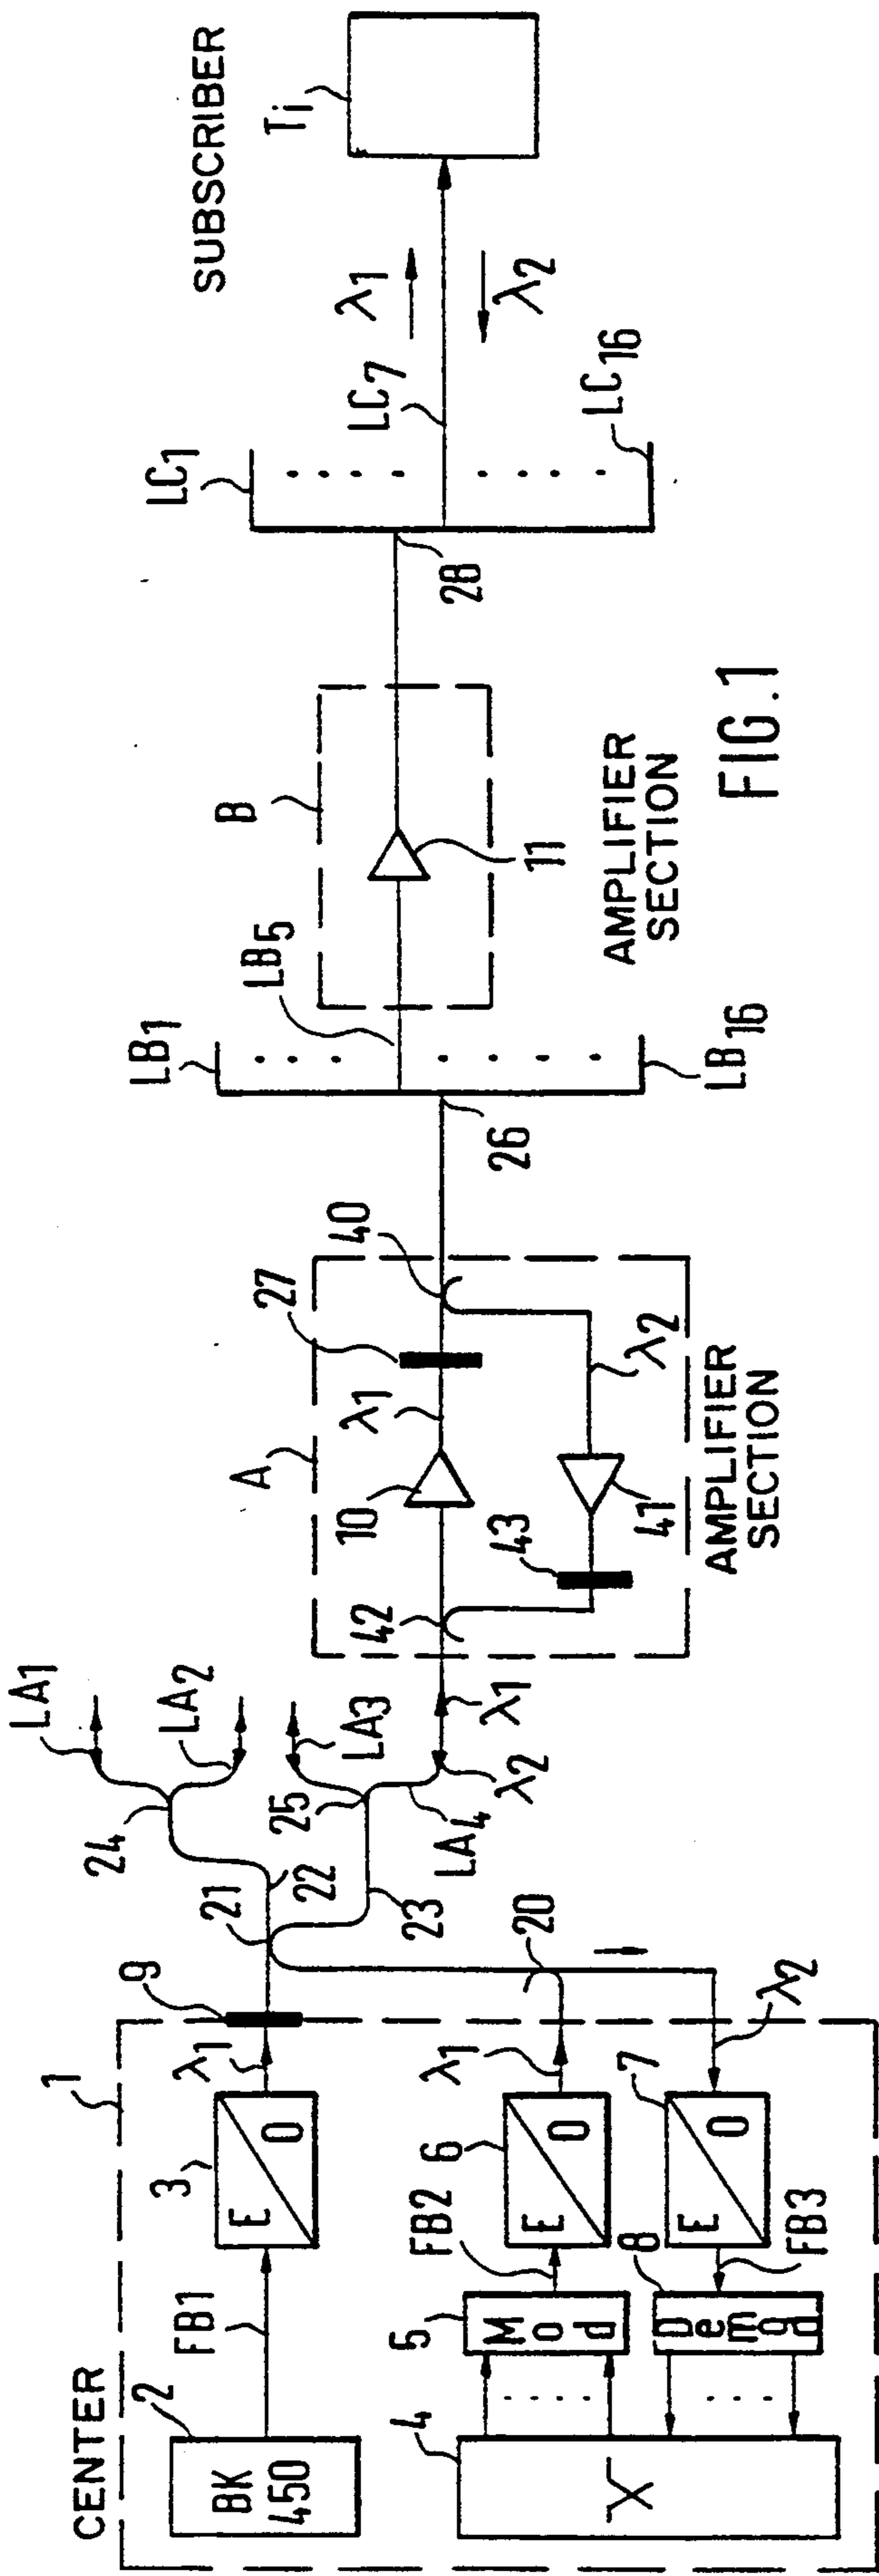 CENTER
1
2
BK
450
FB1
3
E
O
λ1
9
4
5
Mod
FB2
6
E
O
λ1
8
Demod
FB3
7
E
O
λ2
20
21
22
23
24
25
LA1
LA2
LA3
LA4
λ1
λ2
A
42
10
λ1
27
40
43
41
λ2
AMPLIFIER
SECTION
26
LB1
LB5
LB16
B
11
AMPLIFIER
SECTION
28
LC1
LC7
LC16
λ1
λ2
SUBSCRIBER
Ti
FIG.1